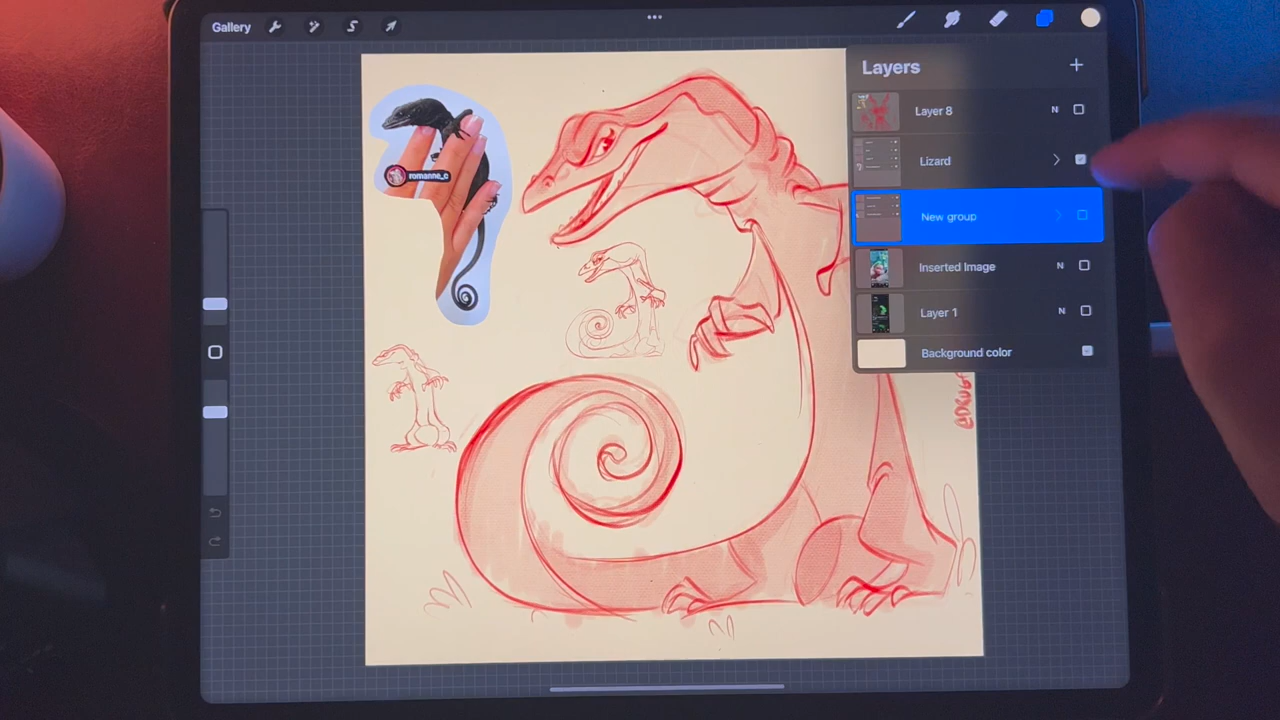 Gallery
Layers
Layer 8 N
Lizard
New group
Inserted Image N
Layer 1 N
Background color
romanne_c